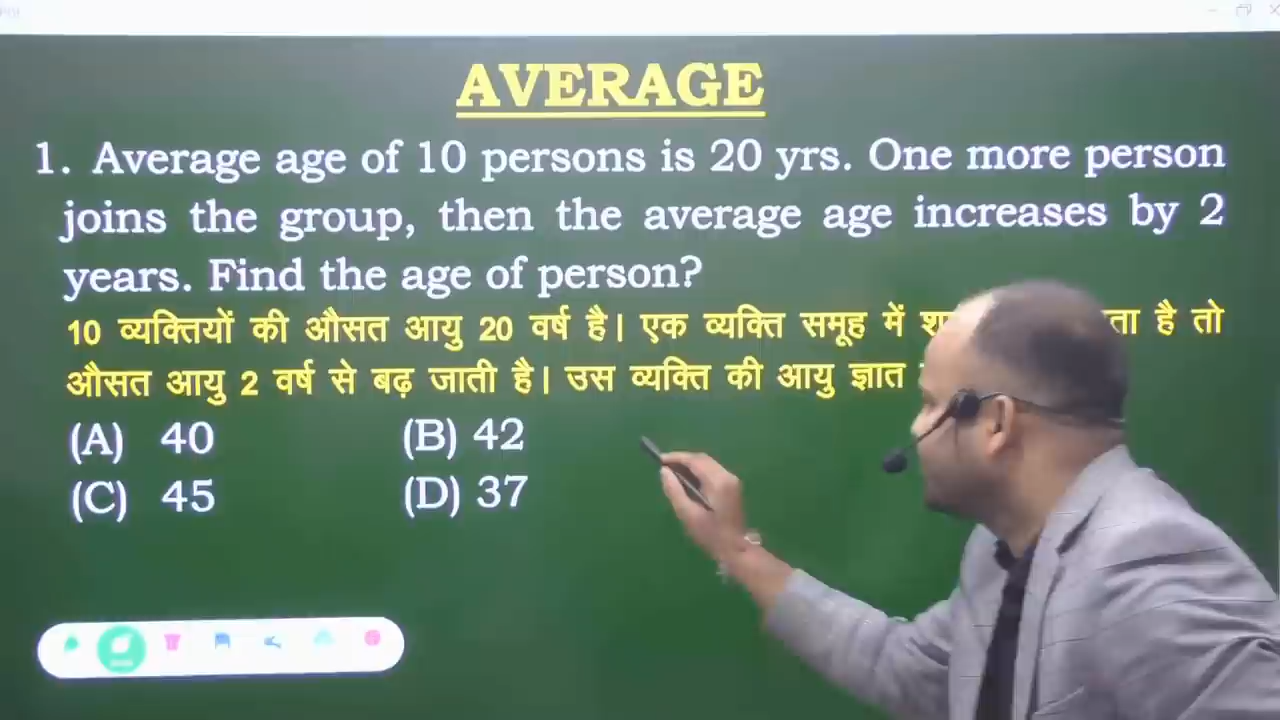 AVERAGE
1. Average age of 10 persons is 20 yrs. One more person
joins the group, then the average age increases by 2
years. Find the age of person?
10 व्यक्तियों की औसत आयु 20 वर्ष है। एक व्यक्ति समूह में ता है तो
औसत आयु 2 वर्ष से बढ़ जाती है। उस व्यक्ति की आयु ज्ञात
(A) 40 (B) 42
(C) 45 (D) 37